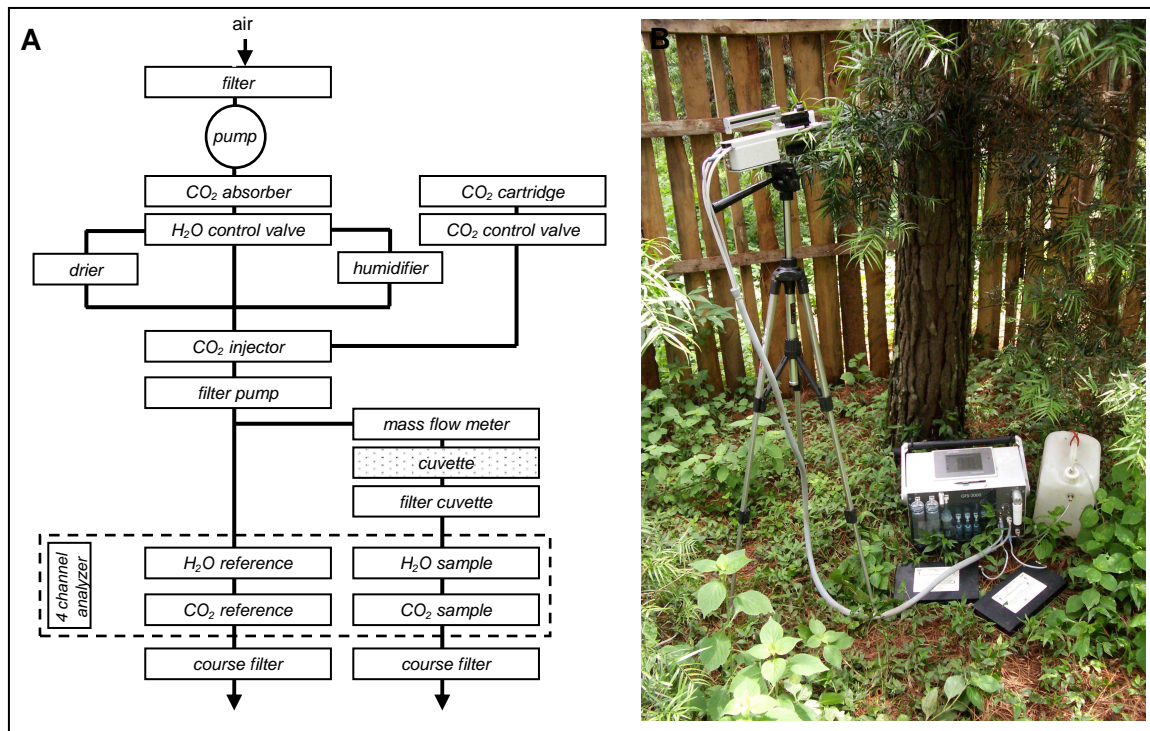 A
air
filter
pump
CO₂ absorber
CO₂ cartridge
H₂O control valve
CO₂ control valve
drier
humidifier
CO₂ injector
filter pump
mass flow meter
cuvette
filter cuvette
4 channel
analyzer
H₂O reference
H₂O sample
CO₂ reference
CO₂ sample
course filter
course filter
B
GFS-3000